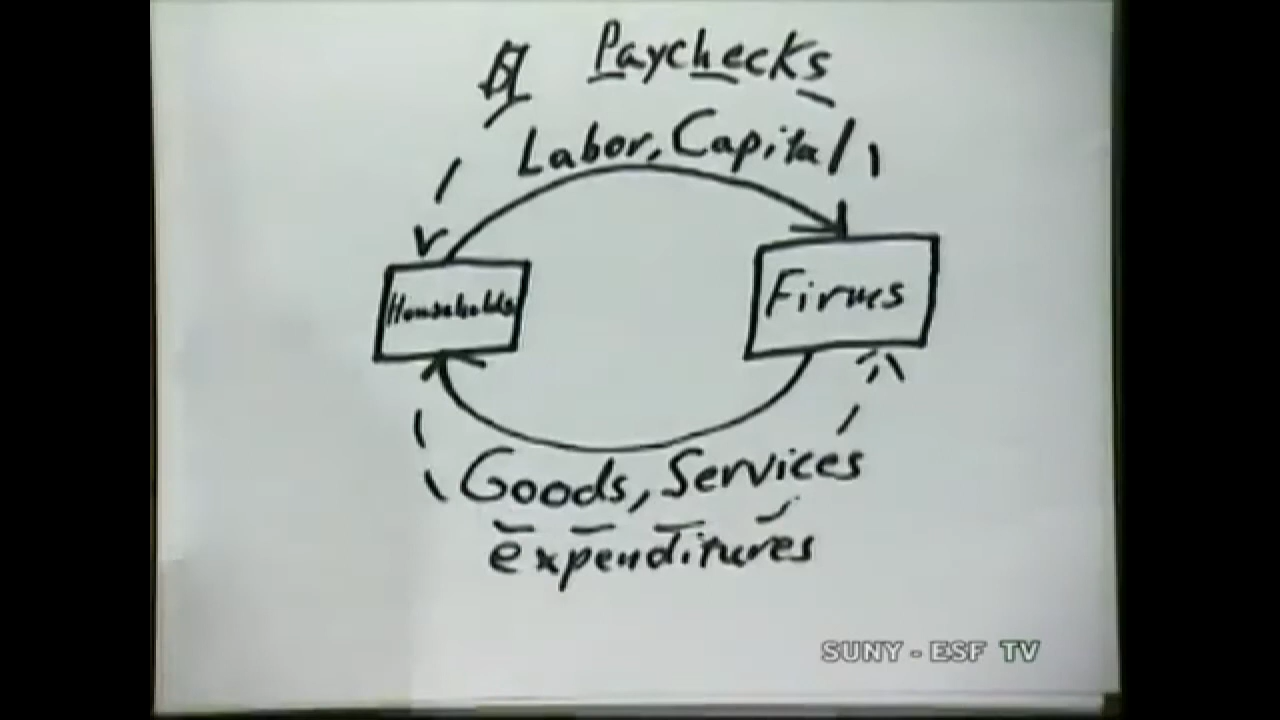 $ Paychecks
Labor, Capital
Households
Firms
Goods, Services
expenditures
SUNY - ESF TV